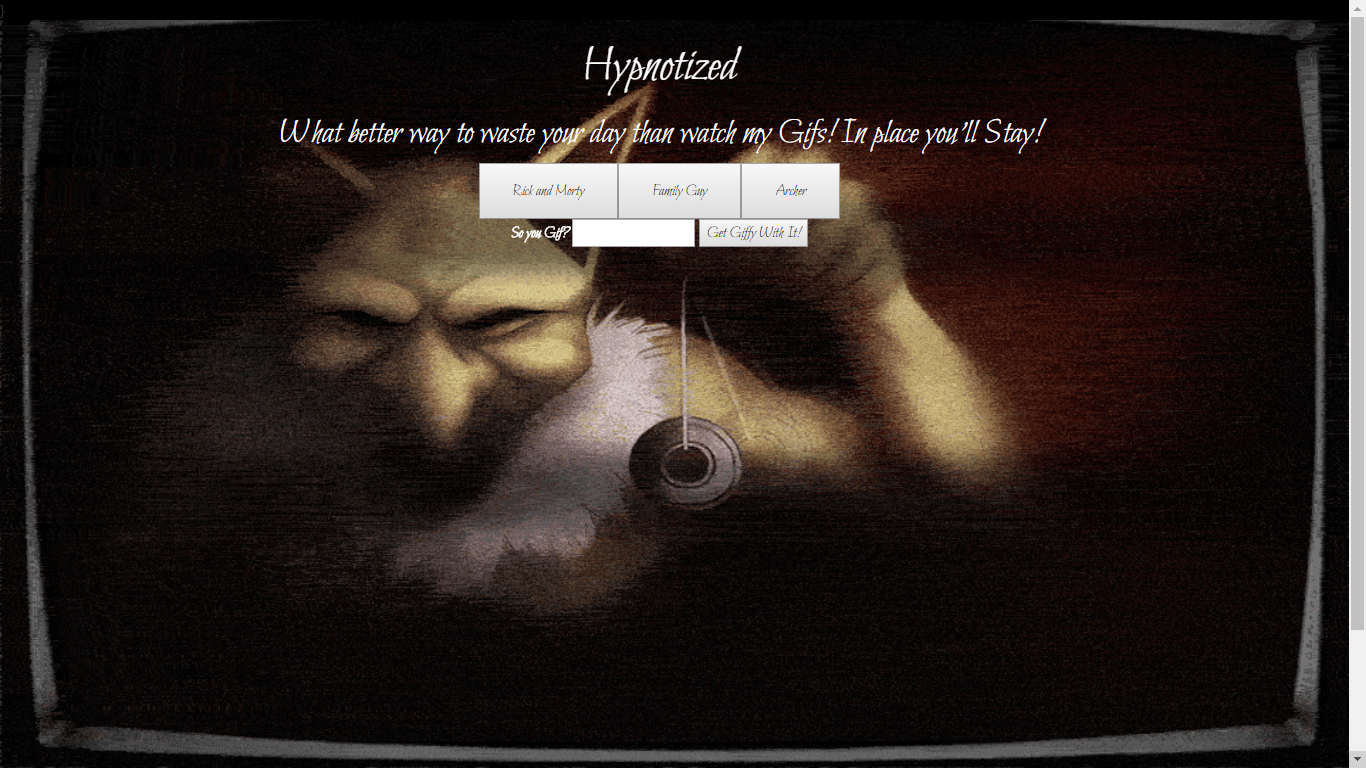 Hypnotized
What better way to waste your day than watch my Gifs! In place you'll Stay!
Rick and Morty Family Guy Archer
So you Gif? Get Giffy With It!